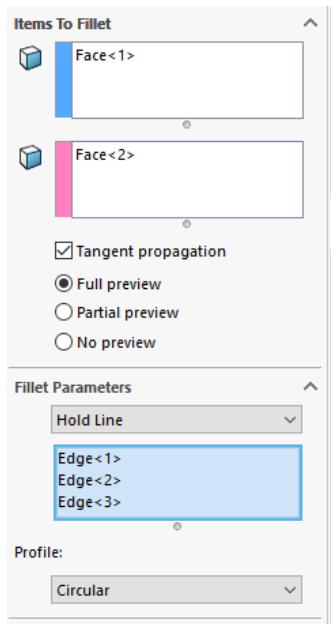 Items To Fillet
Face<1>
Face<2>
Tangent propagation
Full preview
Partial preview
No preview
Fillet Parameters
Hold Line
Edge<1>
Edge<2>
Edge<3>
Profile:
Circular